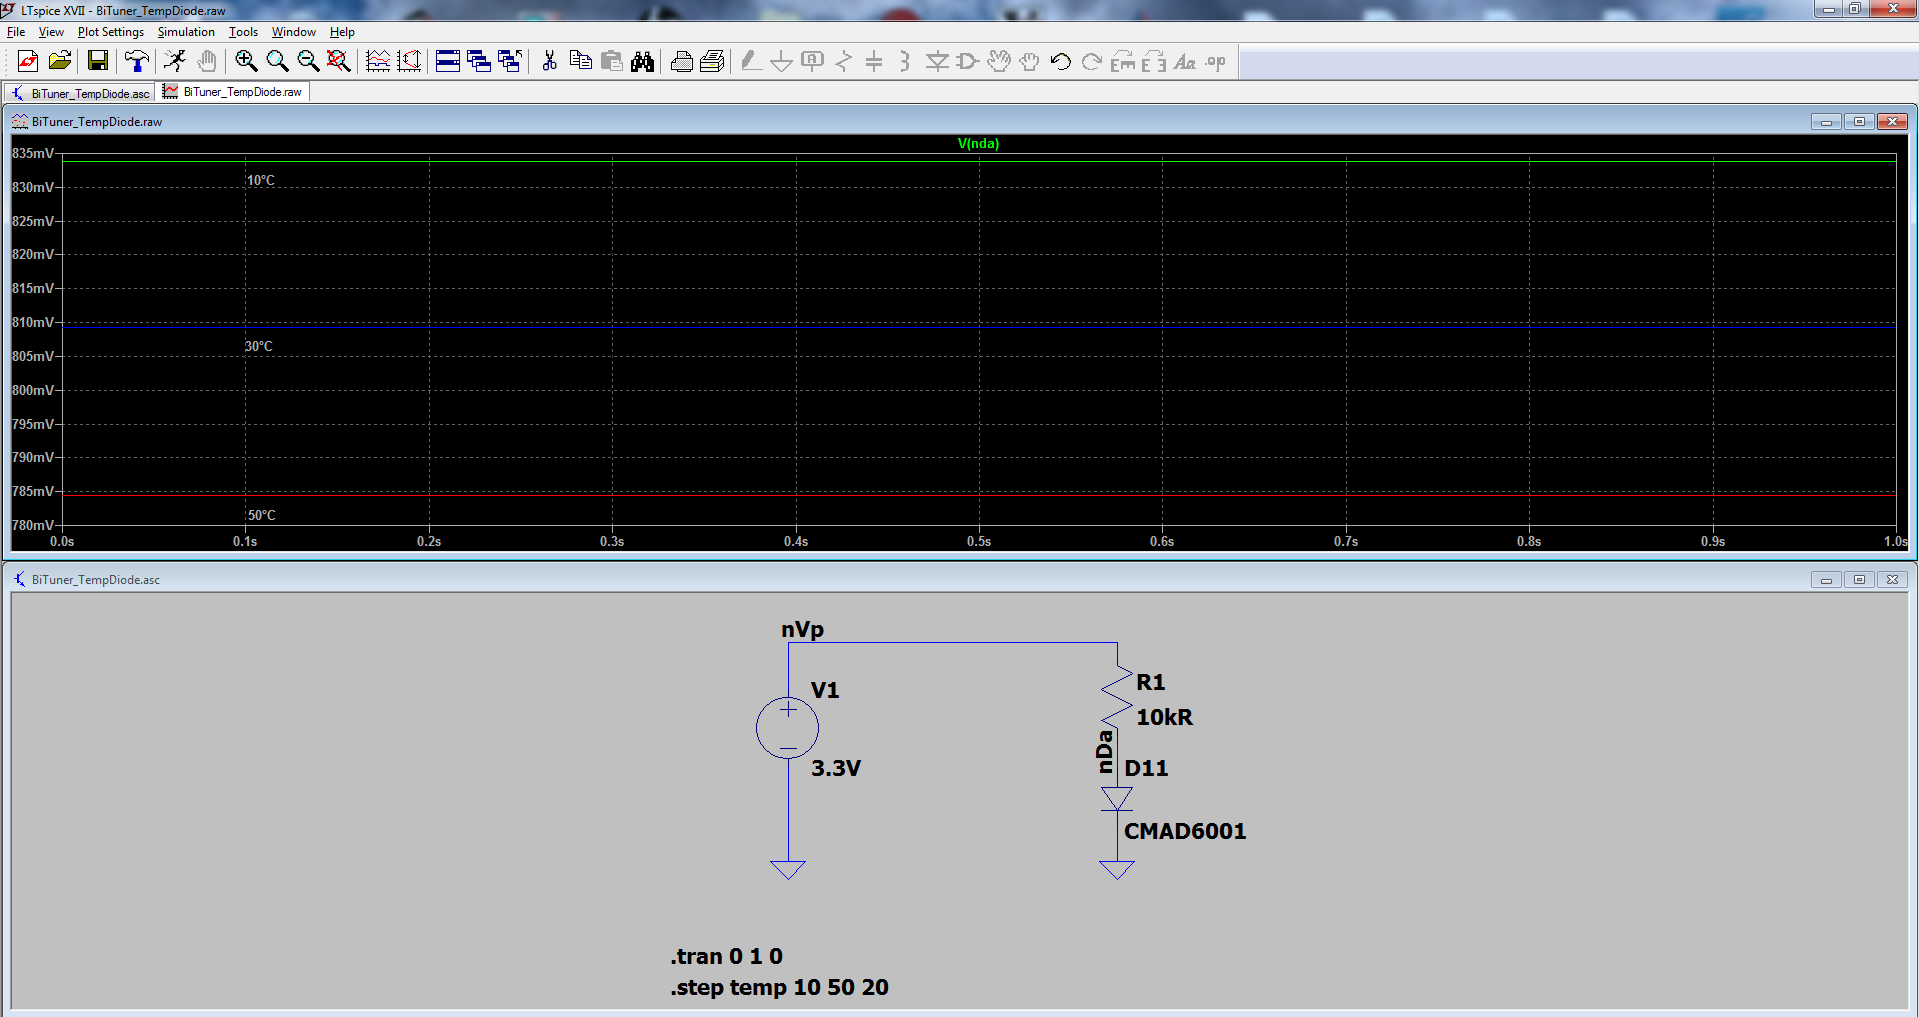 LTspice XVII - BiTuner_TempDiode.raw
File View Plot Settings Simulation Tools Window Help
BiTuner_TempDiode.asc BiTuner_TempDiode.raw
BiTuner_TempDiode.raw
V(nda)
835mV
10°C
830mV
825mV
820mV
815mV
810mV
30°C
805mV
800mV
795mV
790mV
785mV
50°C
780mV
0.0s 0.1s 0.2s 0.3s 0.4s 0.5s 0.6s 0.7s 0.8s 0.9s 1.0s
BiTuner_TempDiode.asc
nVp
V1
R1
10kR
nDa
D11
3.3V
CMAD6001
.tran 0 1 0
.step temp 10 50 20